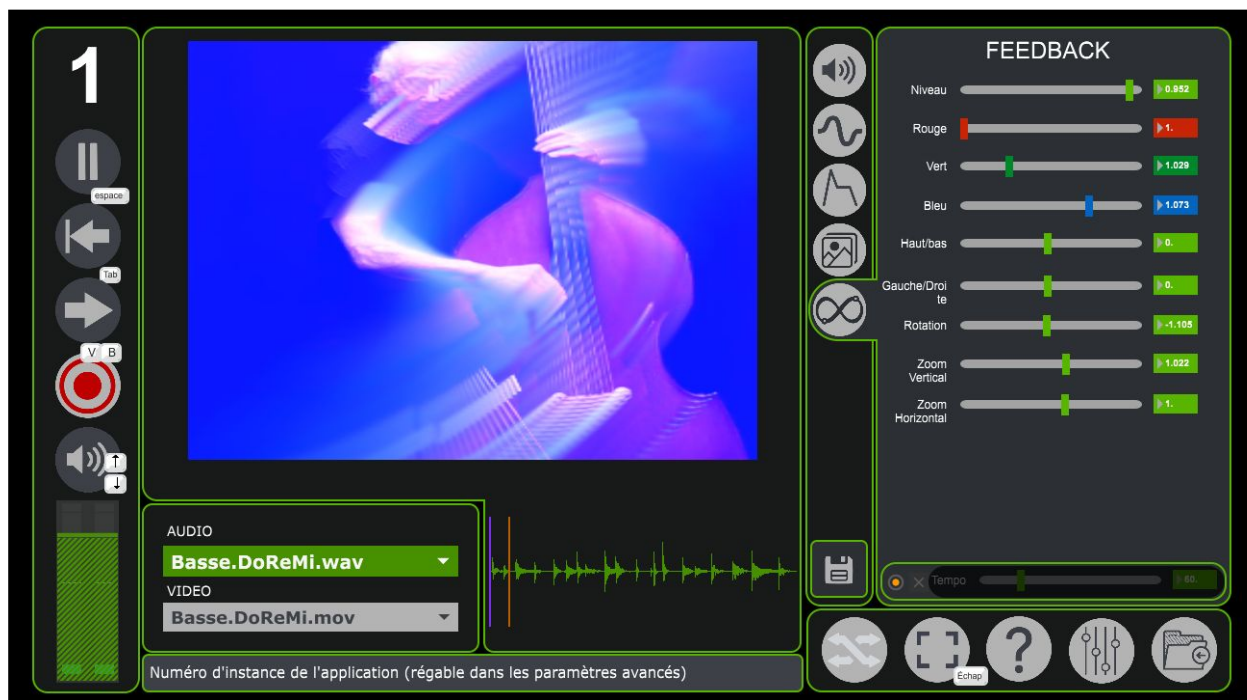 1
espace
Tab
V B
↑
↓
AUDIO
Basse.DoReMi.wav
VIDEO
Basse.DoReMi.mov
Numéro d'instance de l'application (régable dans les paramètres avancés)
FEEDBACK
Niveau 0.952
Rouge 1.
Vert 1.029
Bleu 1.073
Haut/bas 0.
Gauche/Droi
te 0.
Rotation -1.105
Zoom
Vertical 1.022
Zoom
Horizontal 1.
Tempo 60.
?
Échap